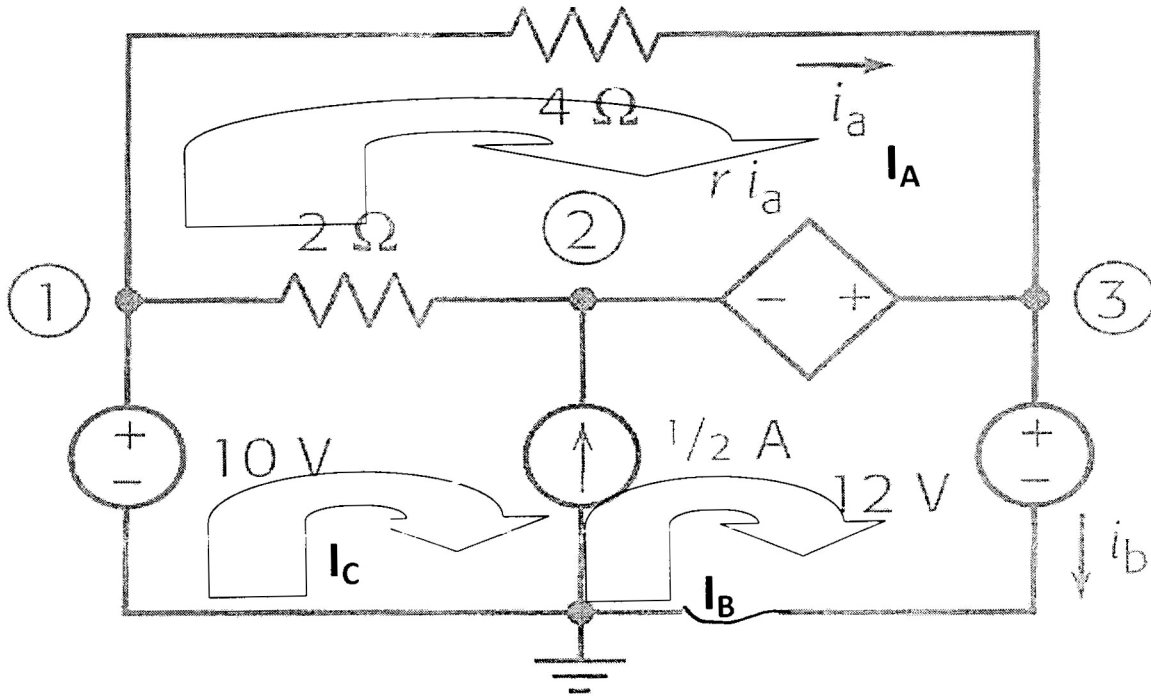 4 Ω
i_a
I_A
r i_a
2 Ω
②
①
③
+
−
− +
+
−
10 V
1/2 A
12 V
I_C
I_B
i_b